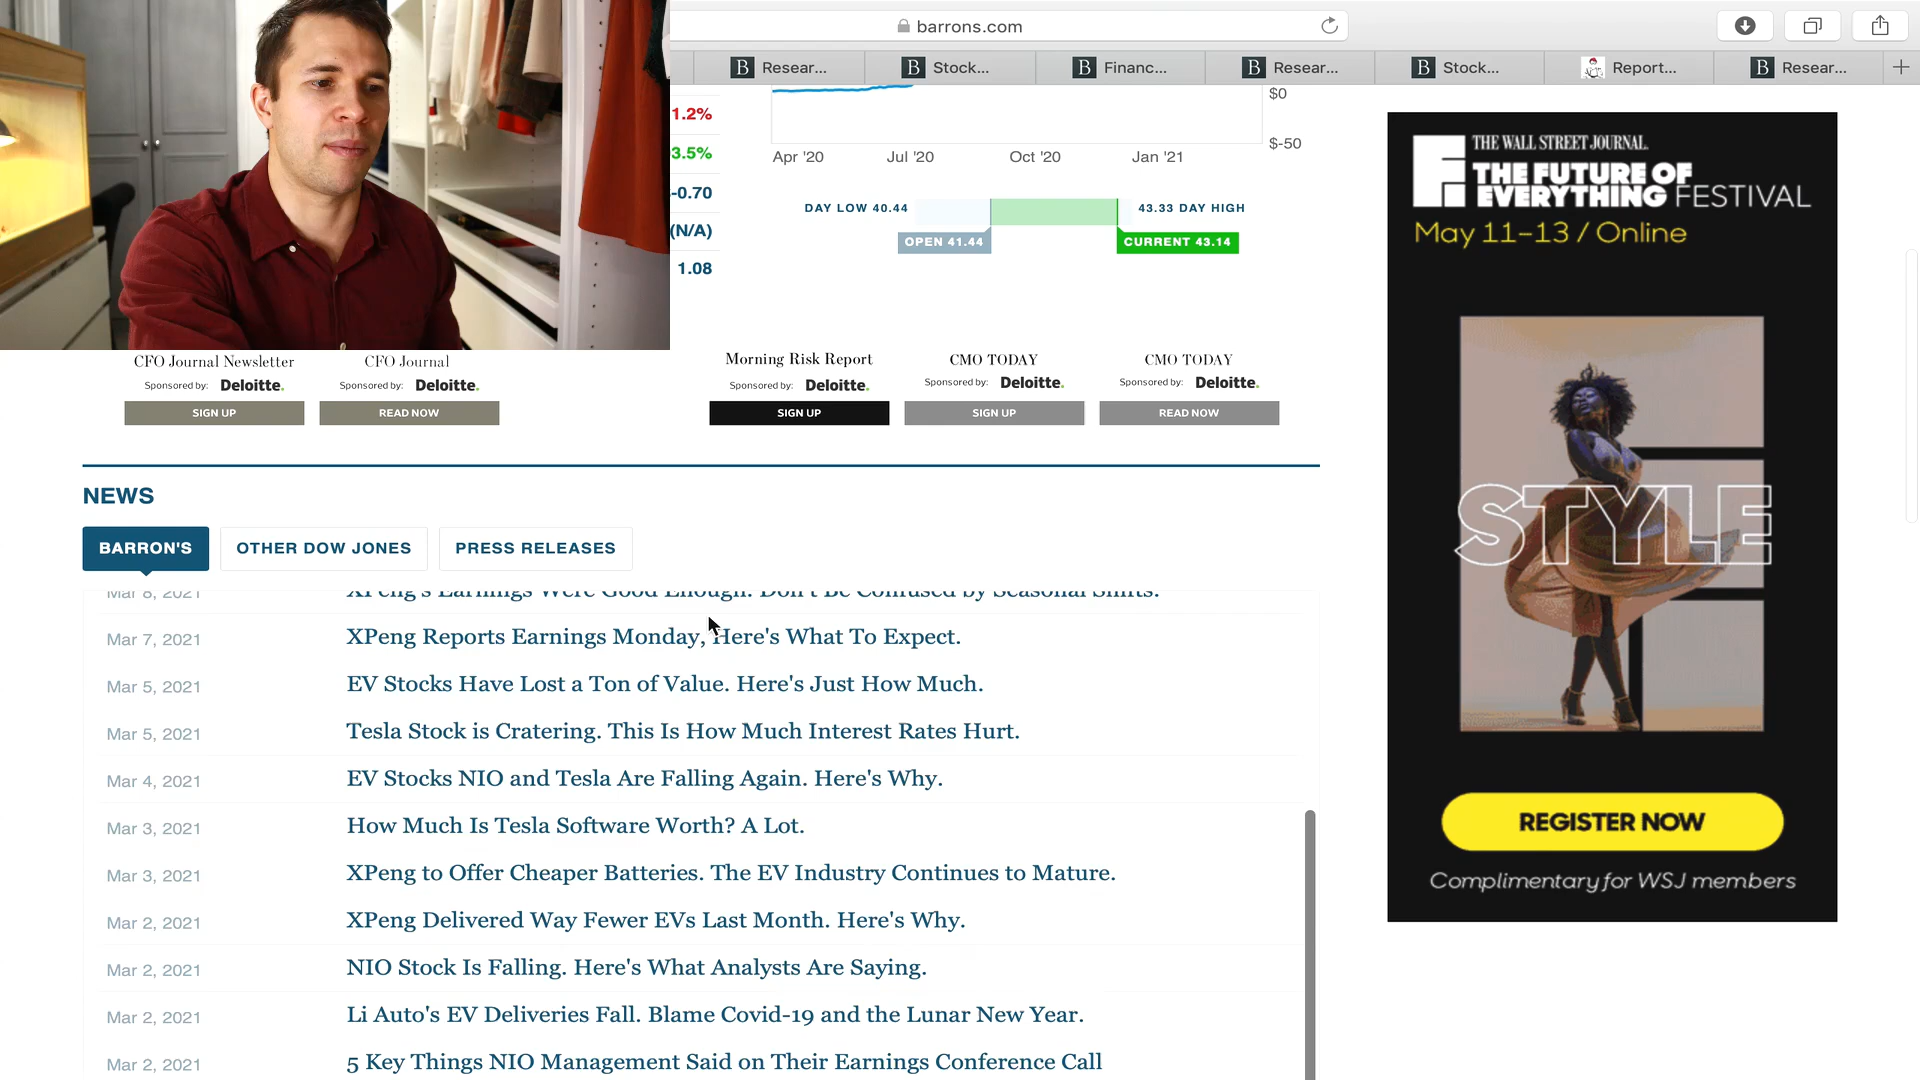 barrons.com
Resear...
Stock...
Financ...
Resear...
Stock...
Report...
Resear...
1.2%
3.5%
-0.70
(N/A)
1.08
$0
$-50
Apr '20
Jul '20
Oct '20
Jan '21
DAY LOW 40.44
43.33 DAY HIGH
OPEN 41.44
CURRENT 43.14
CFO Journal Newsletter
Sponsored by: Deloitte.
SIGN UP
CFO Journal
Sponsored by: Deloitte.
READ NOW
Morning Risk Report
Sponsored by: Deloitte.
SIGN UP
CMO TODAY
Sponsored by: Deloitte.
SIGN UP
CMO TODAY
Sponsored by: Deloitte.
READ NOW
NEWS
BARRON'S
OTHER DOW JONES
PRESS RELEASES
Mar 8, 2021 XPeng's Earnings Were Good Enough. Don't Be Confused by Seasonal Shifts.
Mar 7, 2021 XPeng Reports Earnings Monday, Here's What To Expect.
Mar 5, 2021 EV Stocks Have Lost a Ton of Value. Here's Just How Much.
Mar 5, 2021 Tesla Stock is Cratering. This Is How Much Interest Rates Hurt.
Mar 4, 2021 EV Stocks NIO and Tesla Are Falling Again. Here's Why.
Mar 3, 2021 How Much Is Tesla Software Worth? A Lot.
Mar 3, 2021 XPeng to Offer Cheaper Batteries. The EV Industry Continues to Mature.
Mar 2, 2021 XPeng Delivered Way Fewer EVs Last Month. Here's Why.
Mar 2, 2021 NIO Stock Is Falling. Here's What Analysts Are Saying.
Mar 2, 2021 Li Auto's EV Deliveries Fall. Blame Covid-19 and the Lunar New Year.
Mar 2, 2021 5 Key Things NIO Management Said on Their Earnings Conference Call
THE WALL STREET JOURNAL.
THE FUTURE OF
EVERYTHING FESTIVAL
May 11-13 / Online
STYLE
REGISTER NOW
Complimentary for WSJ members